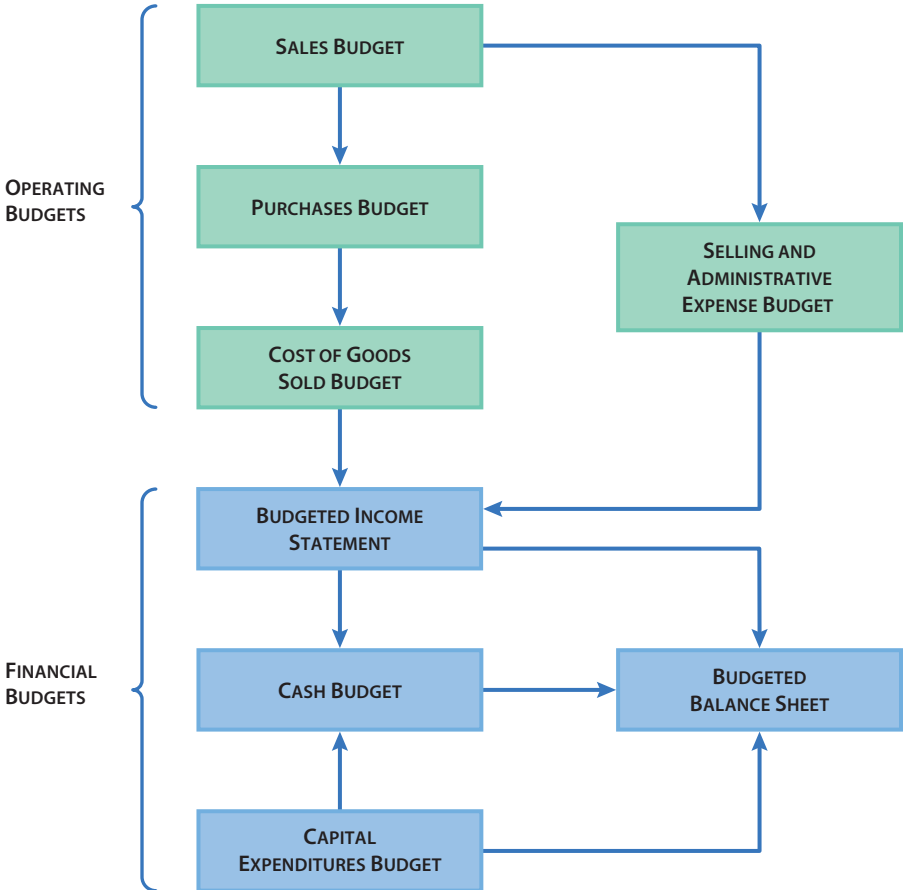 SALES BUDGET
OPERATING
BUDGETS
PURCHASES BUDGET
SELLING AND
ADMINISTRATIVE
EXPENSE BUDGET
COST OF GOODS
SOLD BUDGET
BUDGETED INCOME
STATEMENT
FINANCIAL
BUDGETS
CASH BUDGET
BUDGETED
BALANCE SHEET
CAPITAL
EXPENDITURES BUDGET